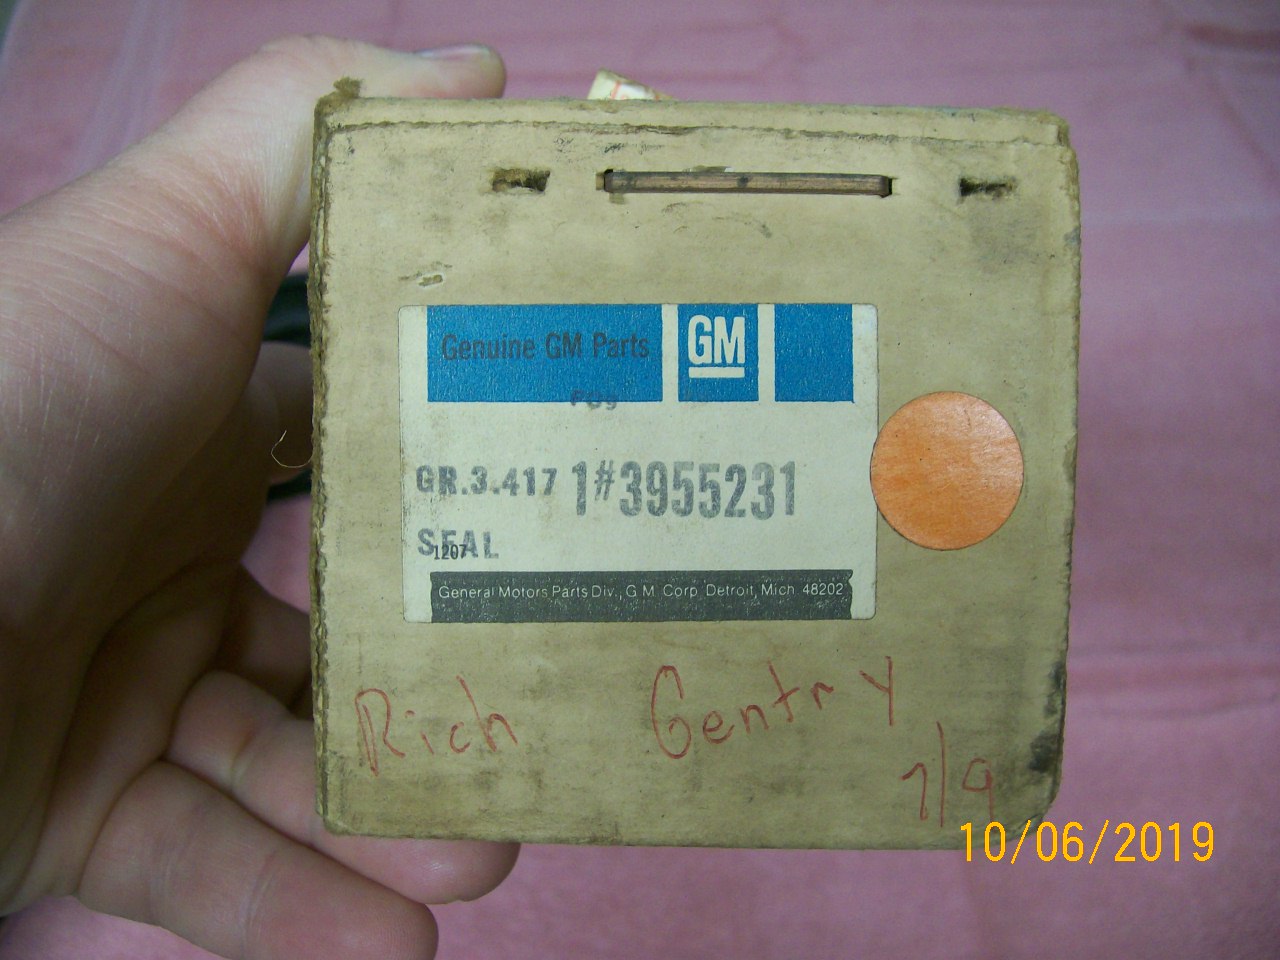 Genuine GM Parts GM
GR.3.417 1#3955231
SEAL
1207
General Motors Parts Div., G M Corp Detroit, Mich 48202
Rich Gentry
7/9
10/06/2019